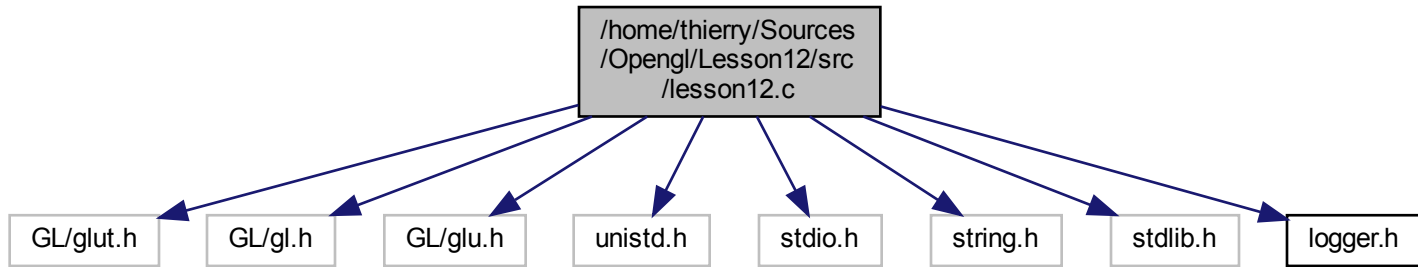 /home/thierry/Sources
/Opengl/Lesson12/src
/lesson12.c
GL/glut.h
GL/gl.h
GL/glu.h
unistd.h
stdio.h
string.h
stdlib.h
logger.h